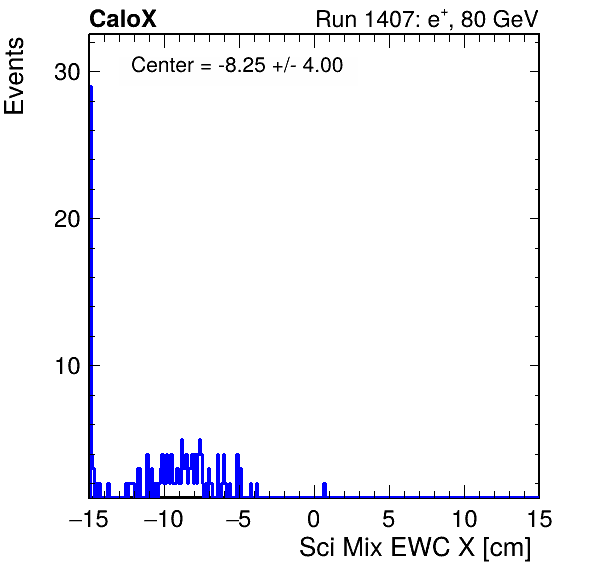 CaloX Run 1407: e⁺, 80 GeV
Events
Center = -8.25 +/- 4.00
30
20
10
−15 −10 −5 0 5 10 15
Sci Mix EWC X [cm]